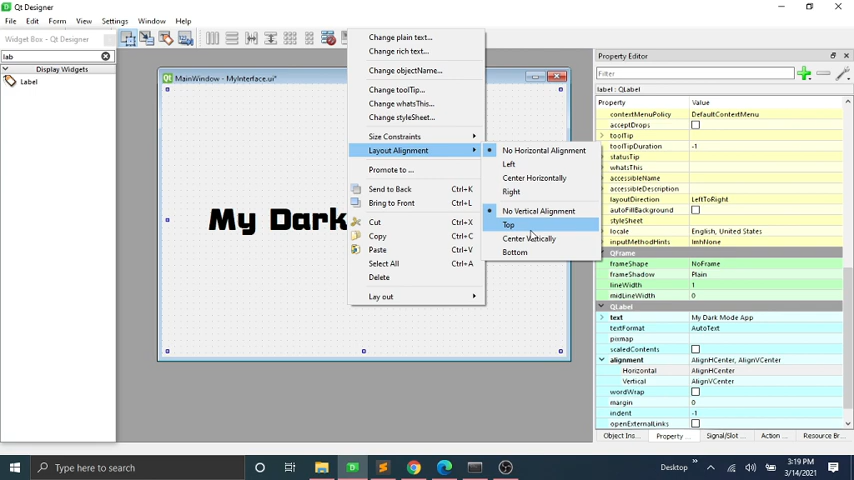 Qt Designer
File Edit Form View Settings Window Help
Widget Box - Qt Designer
lab
Display Widgets
Label
MainWindow - MyInterface.ui*
My Dark
Change plain text...
Change rich text...
Change objectName...
Change toolTip...
Change whatsThis...
Change styleSheet...
Size Constraints
Layout Alignment
Promote to ...
Send to Back Ctrl+K
Bring to Front Ctrl+L
Cut Ctrl+X
Copy Ctrl+C
Paste Ctrl+V
Select All Ctrl+A
Delete
Lay out
No Horizontal Alignment
Left
Center Horizontally
Right
No Vertical Alignment
Top
Center Vertically
Bottom
Property Editor
Filter
label : QLabel
Property Value
contextMenuPolicy DefaultContextMenu
acceptDrops
toolTip
toolTipDuration -1
statusTip
whatsThis
accessibleName
accessibleDescription
layoutDirection LeftToRight
autoFillBackground
styleSheet
locale English, United States
inputMethodHints ImhNone
QFrame
frameShape NoFrame
frameShadow Plain
lineWidth 1
midLineWidth 0
QLabel
text My Dark Mode App
textFormat AutoText
pixmap
scaledContents
alignment AlignHCenter, AlignVCenter
Horizontal AlignHCenter
Vertical AlignVCenter
wordWrap
margin 0
indent -1
openExternalLinks
Object Ins... Property ... Signal/Slot ... Action ... Resource Br...
Type here to search
Desktop
3:19 PM
3/14/2021